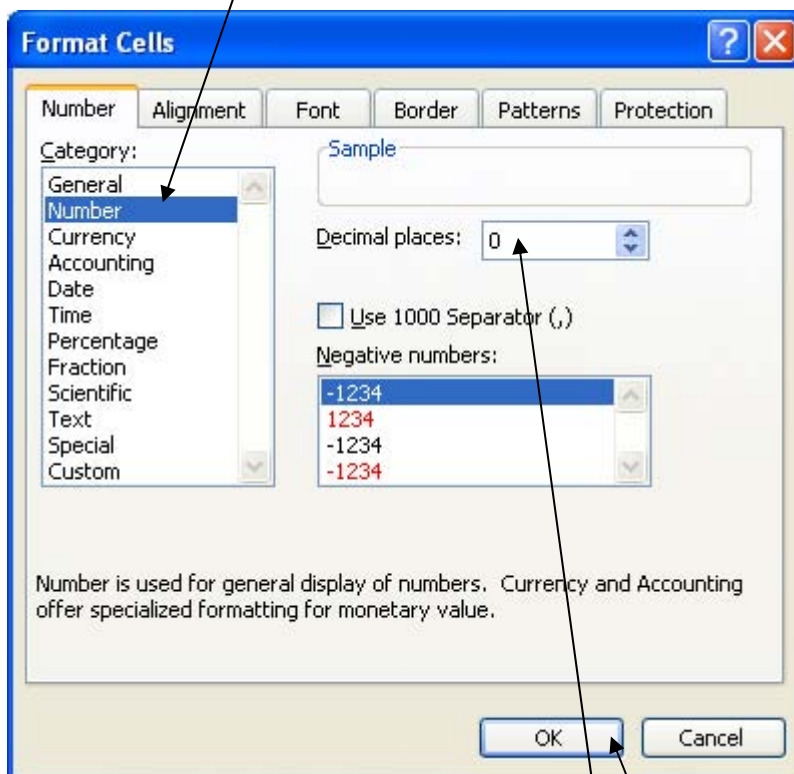 Format Cells
Number Alignment Font Border Patterns Protection
Category:
General
Number
Currency
Accounting
Date
Time
Percentage
Fraction
Scientific
Text
Special
Custom
Sample
Decimal places: 0
Use 1000 Separator (,)
Negative numbers:
-1234
1234
-1234
-1234
Number is used for general display of numbers. Currency and Accounting
offer specialized formatting for monetary value.
OK Cancel